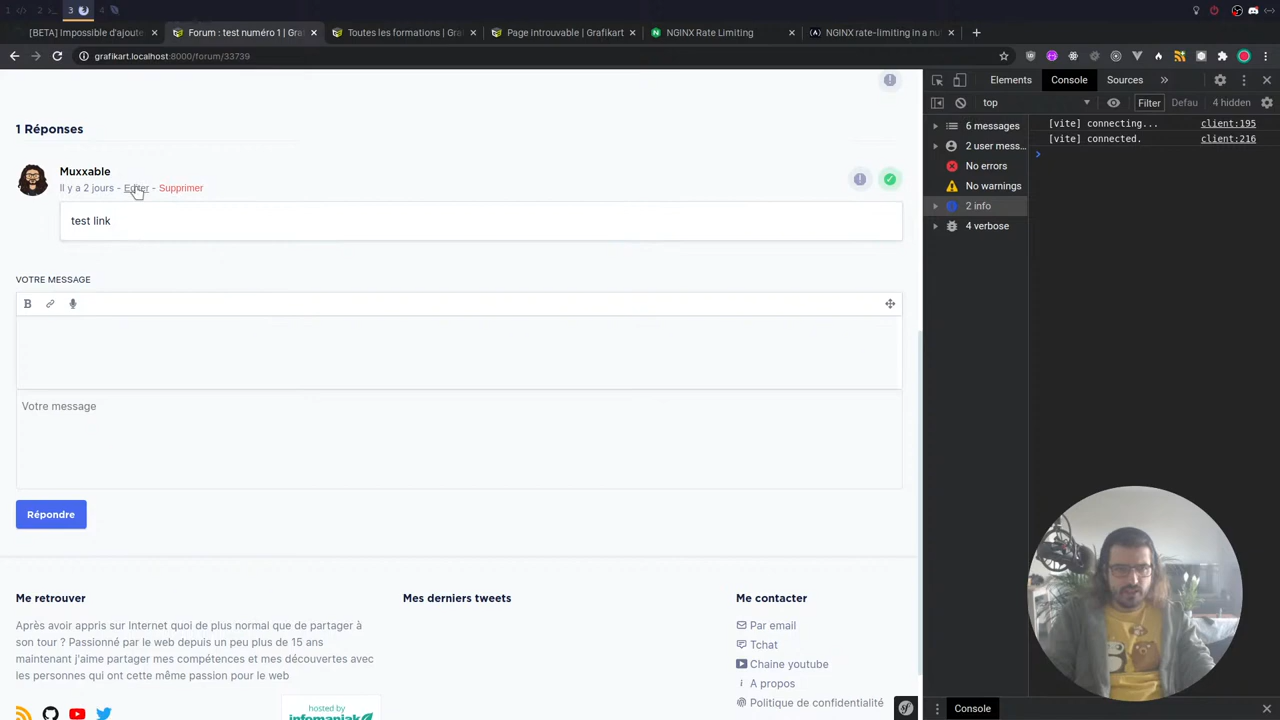 1 2 3 4
[BETA] Impossible d'ajoute
Forum : test numéro 1 | Gra
Toutes les formations | Gra
Page introuvable | Grafikart
NGINX Rate Limiting
NGINX rate-limiting in a nu
grafikart.localhost:8000/forum/33739
1 Réponses
Muxxable
Il y a 2 jours - Editer - Supprimer
test link
VOTRE MESSAGE
B
Votre message
Répondre
Me retrouver
Après avoir appris sur Internet quoi de plus normal que de partager à
son tour ? Passionné par le web depuis un peu plus de 15 ans
maintenant j'aime partager mes compétences et mes découvertes avec
les personnes qui ont cette même passion pour le web
hosted by
infomaniak
Mes derniers tweets
Me contacter
Par email
Tchat
Chaine youtube
A propos
Politique de confidentialité
Elements
Console
Sources
top
Filter
Defau
4 hidden
6 messages
2 user mess...
No errors
No warnings
2 info
4 verbose
[vite] connecting... client:195
[vite] connected. client:216
Console